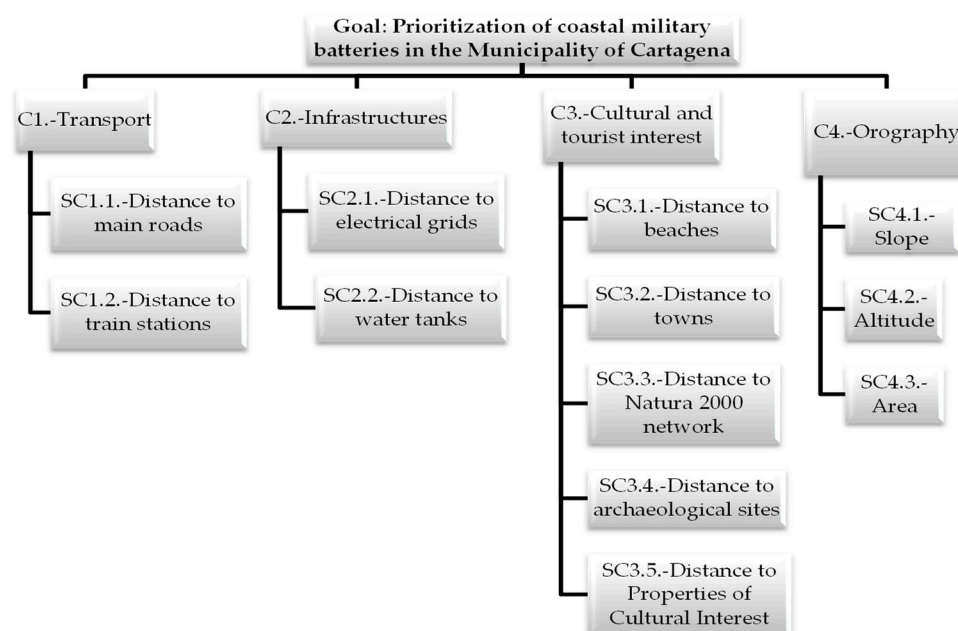 Goal: Prioritization of coastal military
batteries in the Municipality of Cartagena
C1.-Transport
SC1.1.-Distance to
main roads
SC1.2.-Distance to
train stations
C2.-Infrastructures
SC2.1.-Distance to
electrical grids
SC2.2.-Distance to
water tanks
C3.-Cultural and
tourist interest
SC3.1.-Distance to
beaches
SC3.2.-Distance to
towns
SC3.3.-Distance to
Natura 2000
network
SC3.4.-Distance to
archaeological sites
SC3.5.-Distance to
Properties of
Cultural Interest
C4.-Orography
SC4.1.-
Slope
SC4.2.-
Altitude
SC4.3.-
Area